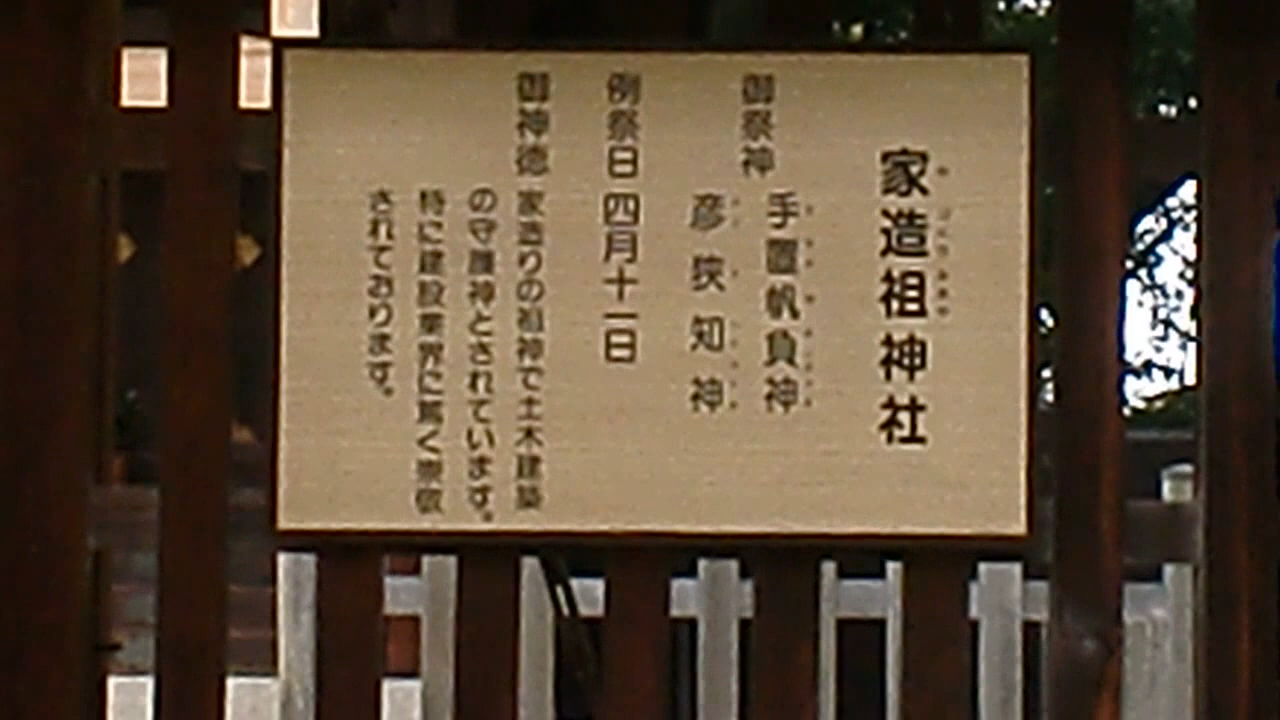 家造祖神社
御祭神
手置帆負神
彦狭知神
例祭日 四月十一日
御神徳 家造りの祖神で土木建築
の守護神とされています。
特に建設業界に篤く崇敬
されております。